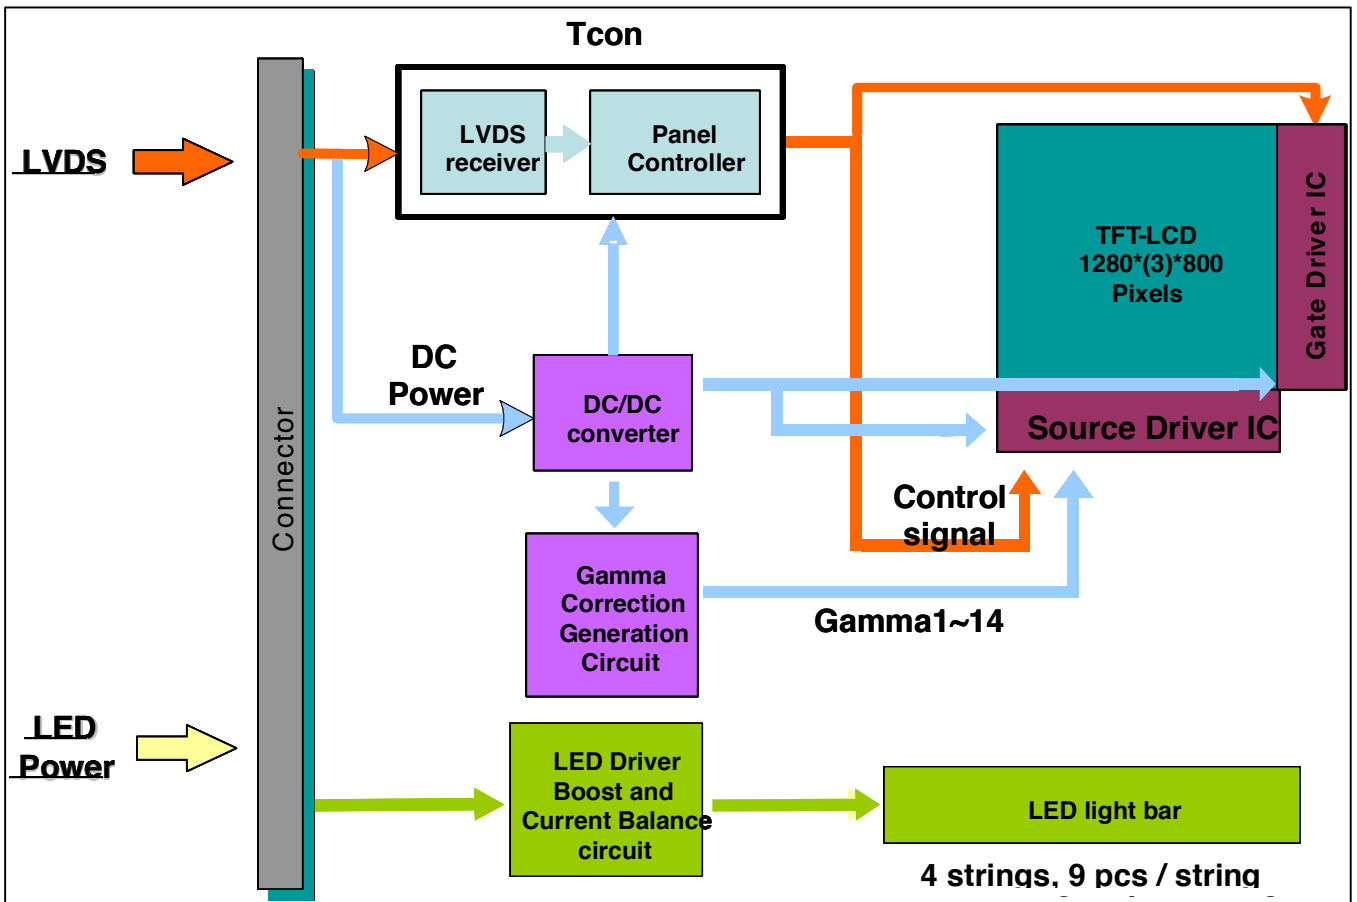 Tcon
LVDS
LVDS
receiver
Panel
Controller
TFT-LCD
1280*(3)*800
Pixels
Gate Driver IC
DC
Power
DC/DC
converter
Source Driver IC
Connector
Control
signal
Gamma
Correction
Generation
Circuit
Gamma1~14
LED
Power
LED Driver
Boost and
Current Balance
circuit
LED light bar
4 strings, 9 pcs / string